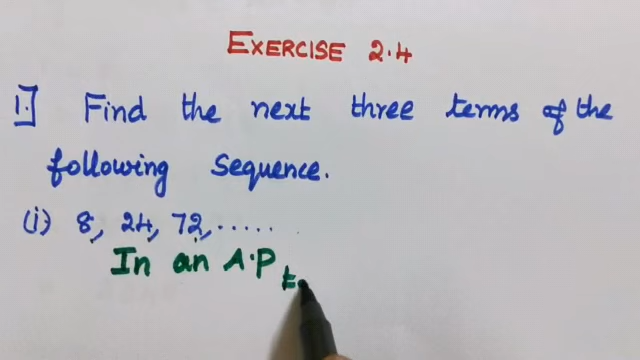 EXERCISE 2.4
1.] Find the next three terms of the
following sequence.
(i) 8, 24, 72, ......
In an A.P